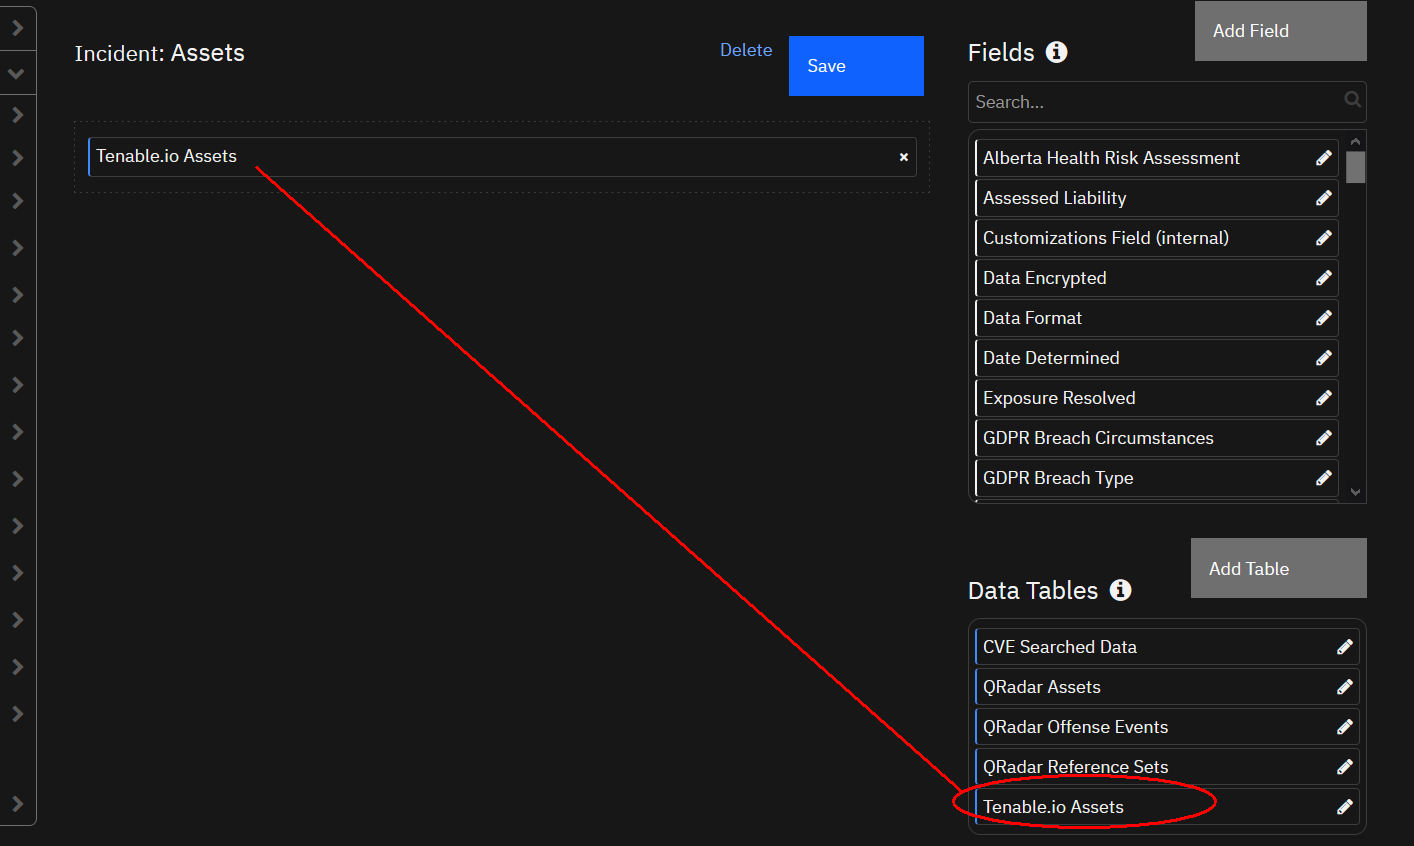 Incident: Assets
Delete
Save
Tenable.io Assets
×
Add Field
Fields
Search...
Alberta Health Risk Assessment
Assessed Liability
Customizations Field (internal)
Data Encrypted
Data Format
Date Determined
Exposure Resolved
GDPR Breach Circumstances
GDPR Breach Type
Add Table
Data Tables
CVE Searched Data
QRadar Assets
QRadar Offense Events
QRadar Reference Sets
Tenable.io Assets